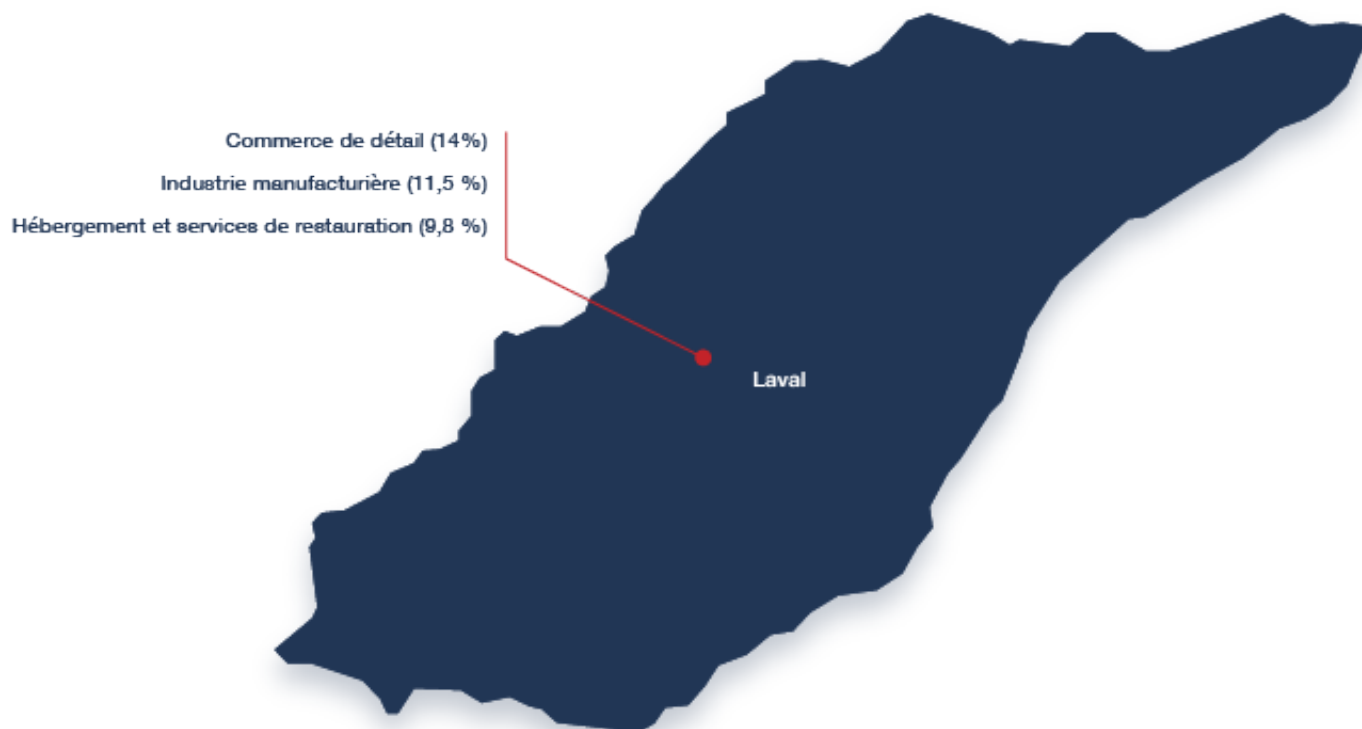 Commerce de détail (14%)
Industrie manufacturière (11,5 %)
Hébergement et services de restauration (9,8 %)
Laval